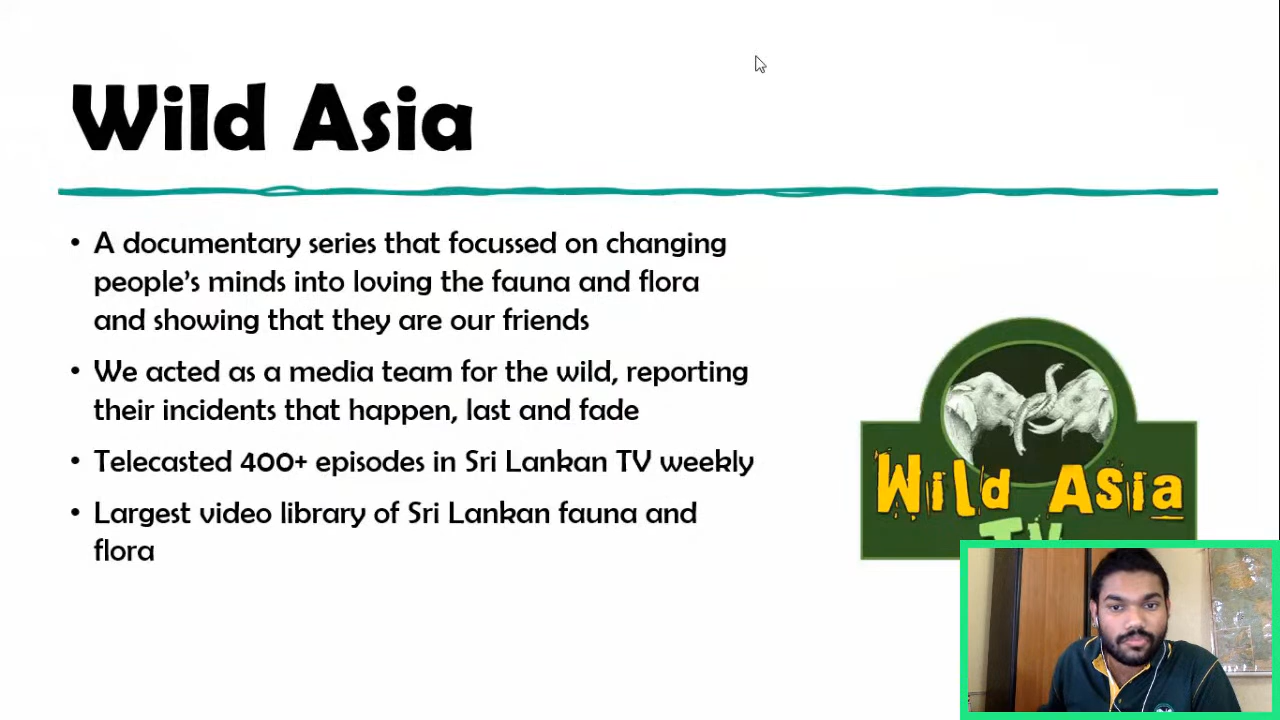 Wild Asia
• A documentary series that focussed on changing
people’s minds into loving the fauna and flora
and showing that they are our friends
• We acted as a media team for the wild, reporting
their incidents that happen, last and fade
• Telecasted 400+ episodes in Sri Lankan TV weekly
• Largest video library of Sri Lankan fauna and
flora
Wild Asia
TV